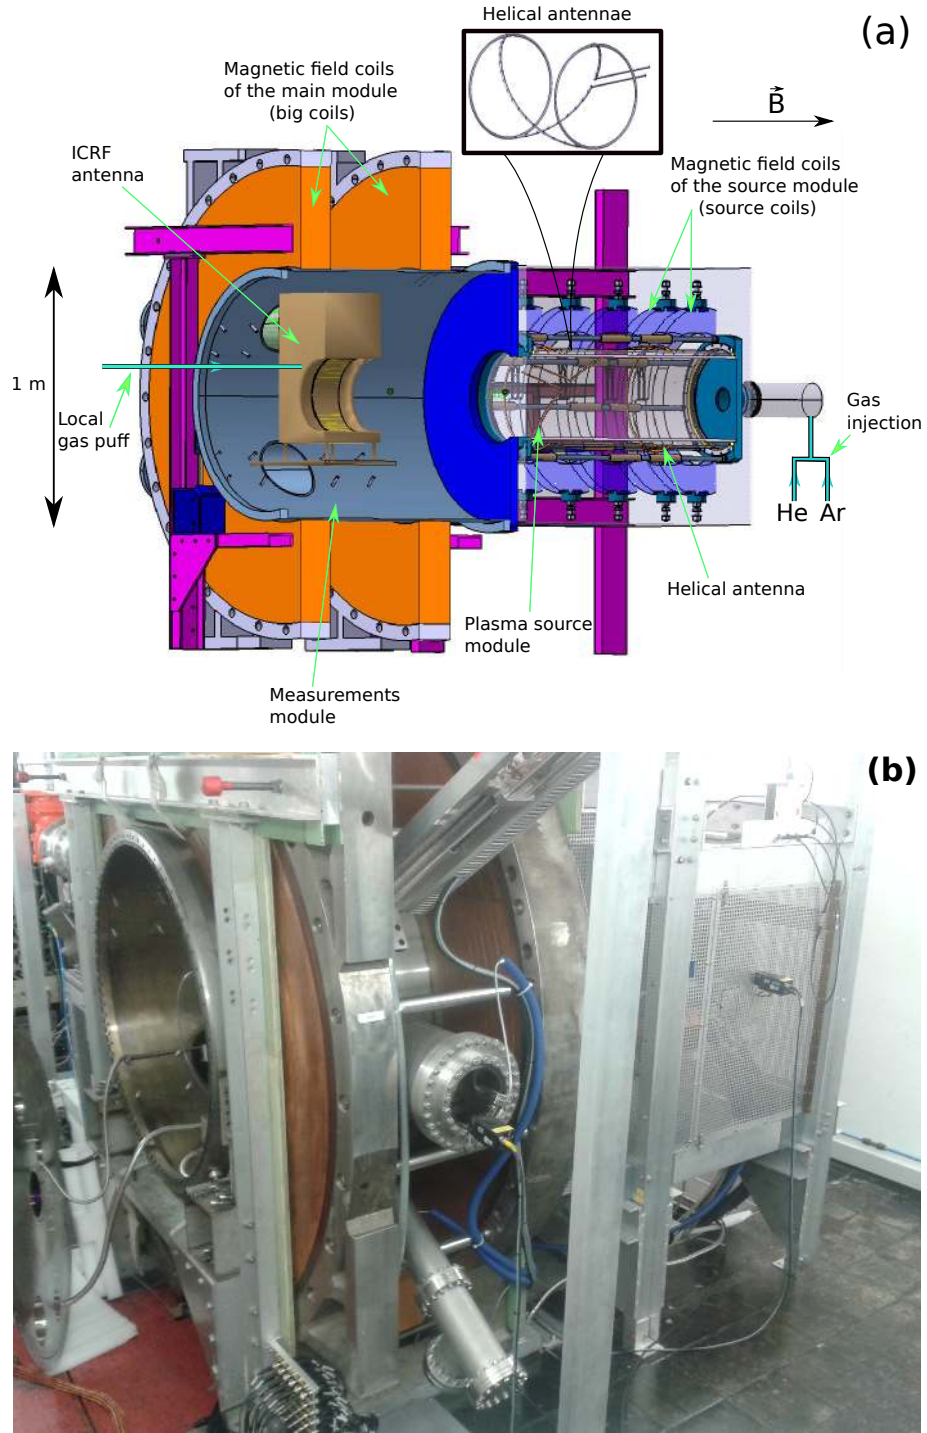 Helical antennae
(a)
Magnetic field coils
of the main module
(big coils)
B
ICRF
antenna
Magnetic field coils
of the source module
(source coils)
1 m
Local
gas puff
Gas
injection
He Ar
Helical antenna
Plasma source
module
Measurements
module
(b)